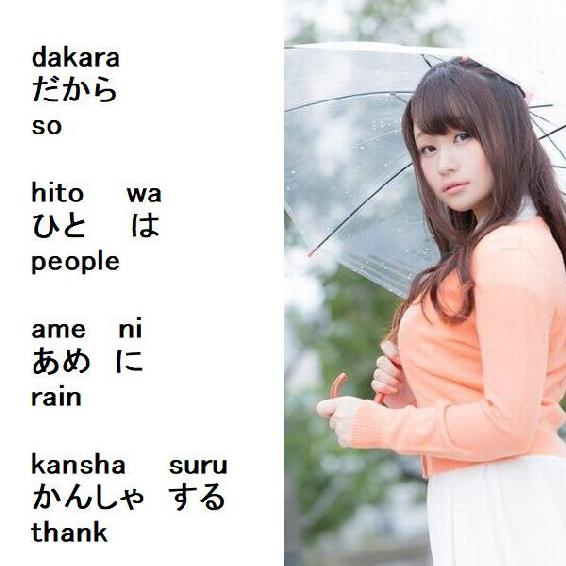 dakara
だから
so
hito wa
ひと は
people
ame ni
あめ に
rain
kansha suru
かんしゃ する
thank